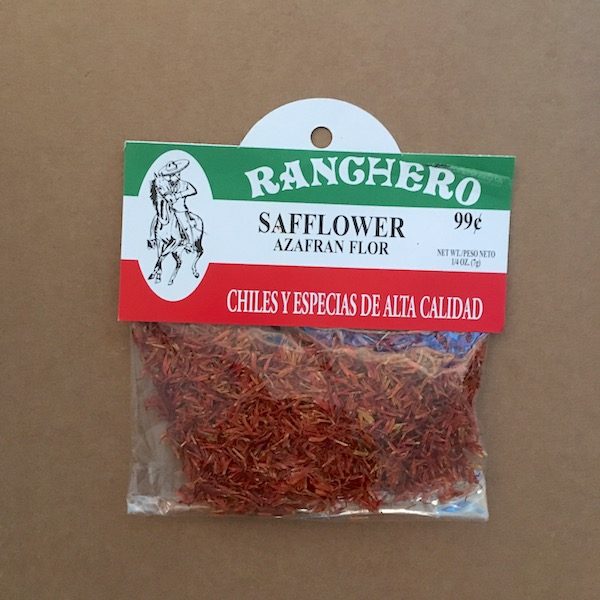 RANCHERO
SAFFLOWER
AZAFRAN FLOR
99¢
NET WT./PESO NETO
1/4 OZ. (7g)
CHILES Y ESPECIAS DE ALTA CALIDAD